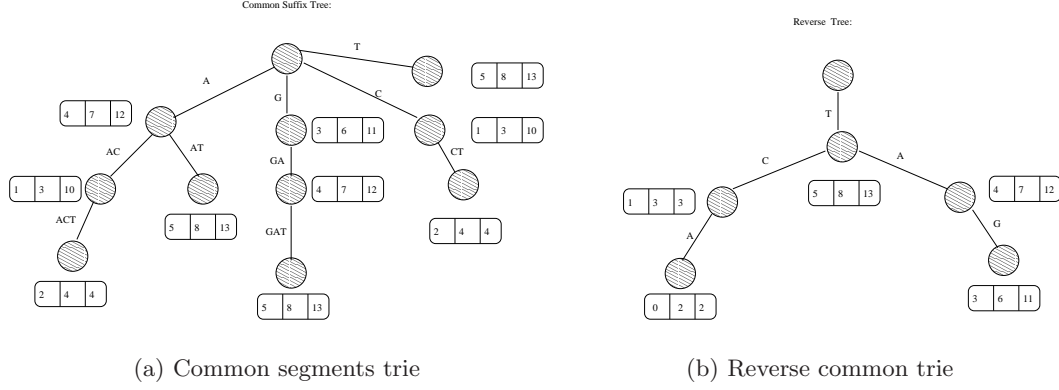 Common Suffix Tree:
T
A
G
C
5 8 13
4 7 12
3 6 11
1 3 10
AC
AT
GA
CT
1 3 10
5 8 13
4 7 12
2 4 4
ACT
GAT
2 4 4
5 8 13
(a) Common segments trie
Reverse Tree:
T
C
A
5 8 13
1 3 3
4 7 12
A
G
0 2 2
3 6 11
(b) Reverse common trie